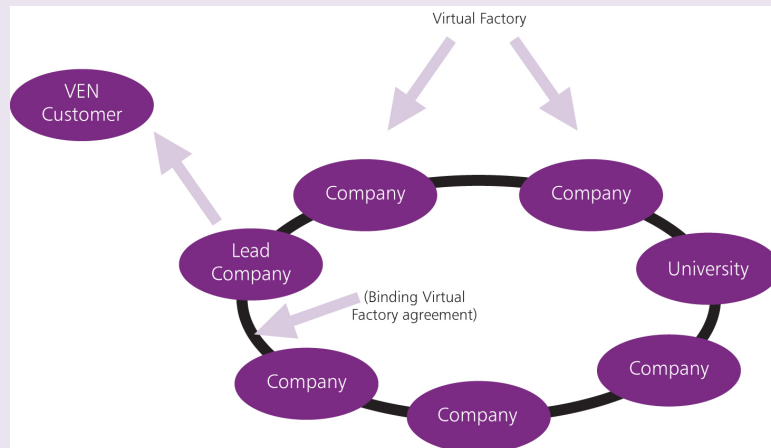 Virtual Factory
VEN
Customer
Company
Company
Lead
Company
University
(Binding Virtual
Factory agreement)
Company
Company
Company